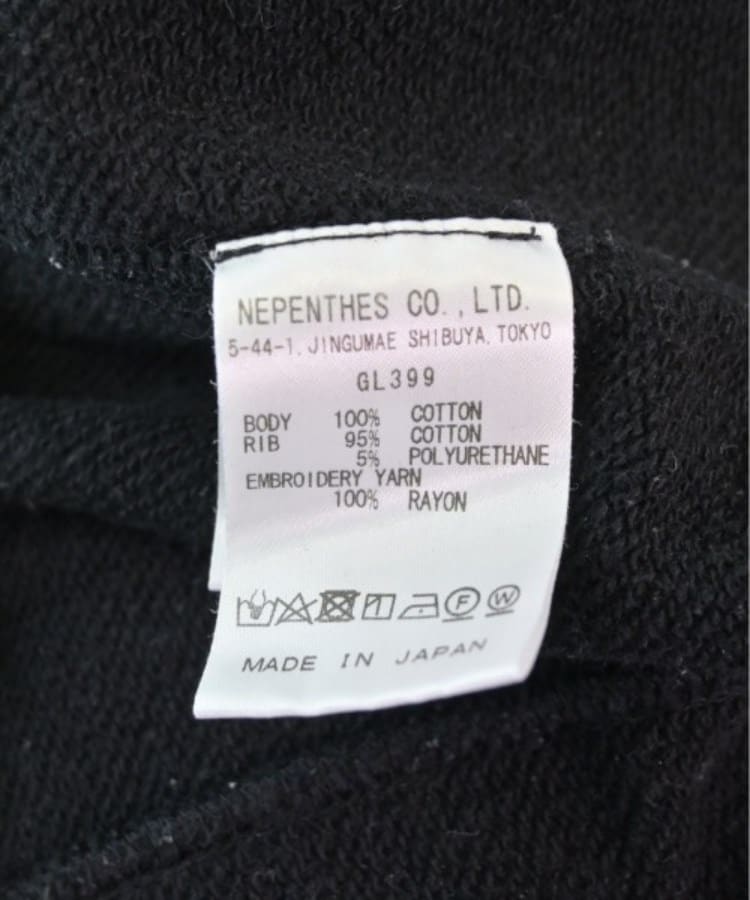 NEPENTHES CO.,LTD.
5-44-1, JINGUMAE SHIBUYA, TOKYO
GL399
BODY 100% COTTON
RIB 95% COTTON
5% POLYURETHANE
EMBROIDERY YARN
100% RAYON
F W
MADE IN JAPAN